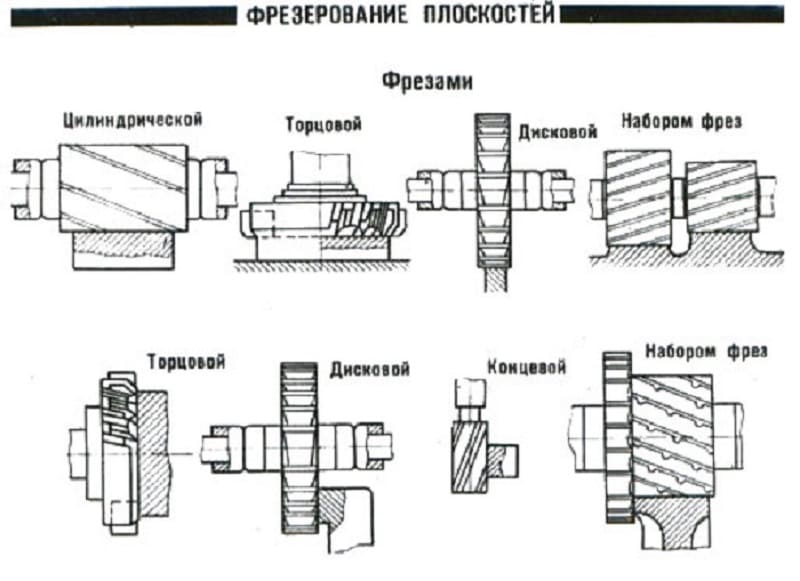 ФРЕЗЕРОВАНИЕ ПЛОСКОСТЕЙ
Фрезами
Цилиндрической
Торцовой
Дисковой
Набором фрез
Торцовой
Дисковой
Концевой
Набором фрез